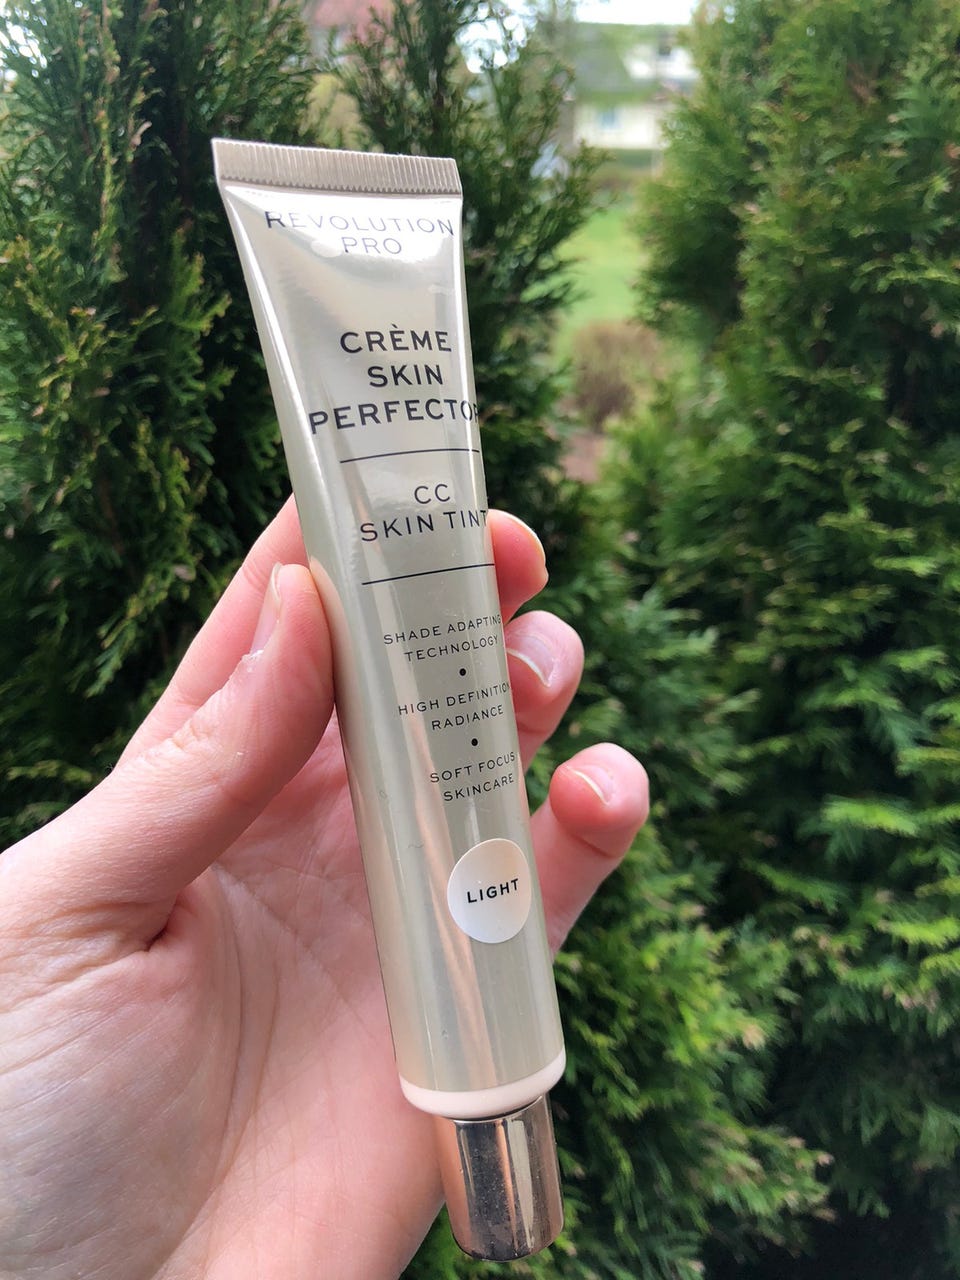 REVOLUTION
PRO
CRÈME
SKIN
PERFECTOR
CC
SKIN TINT
SHADE ADAPTING
TECHNOLOGY
•
HIGH DEFINITION
RADIANCE
•
SOFT FOCUS
SKINCARE
LIGHT